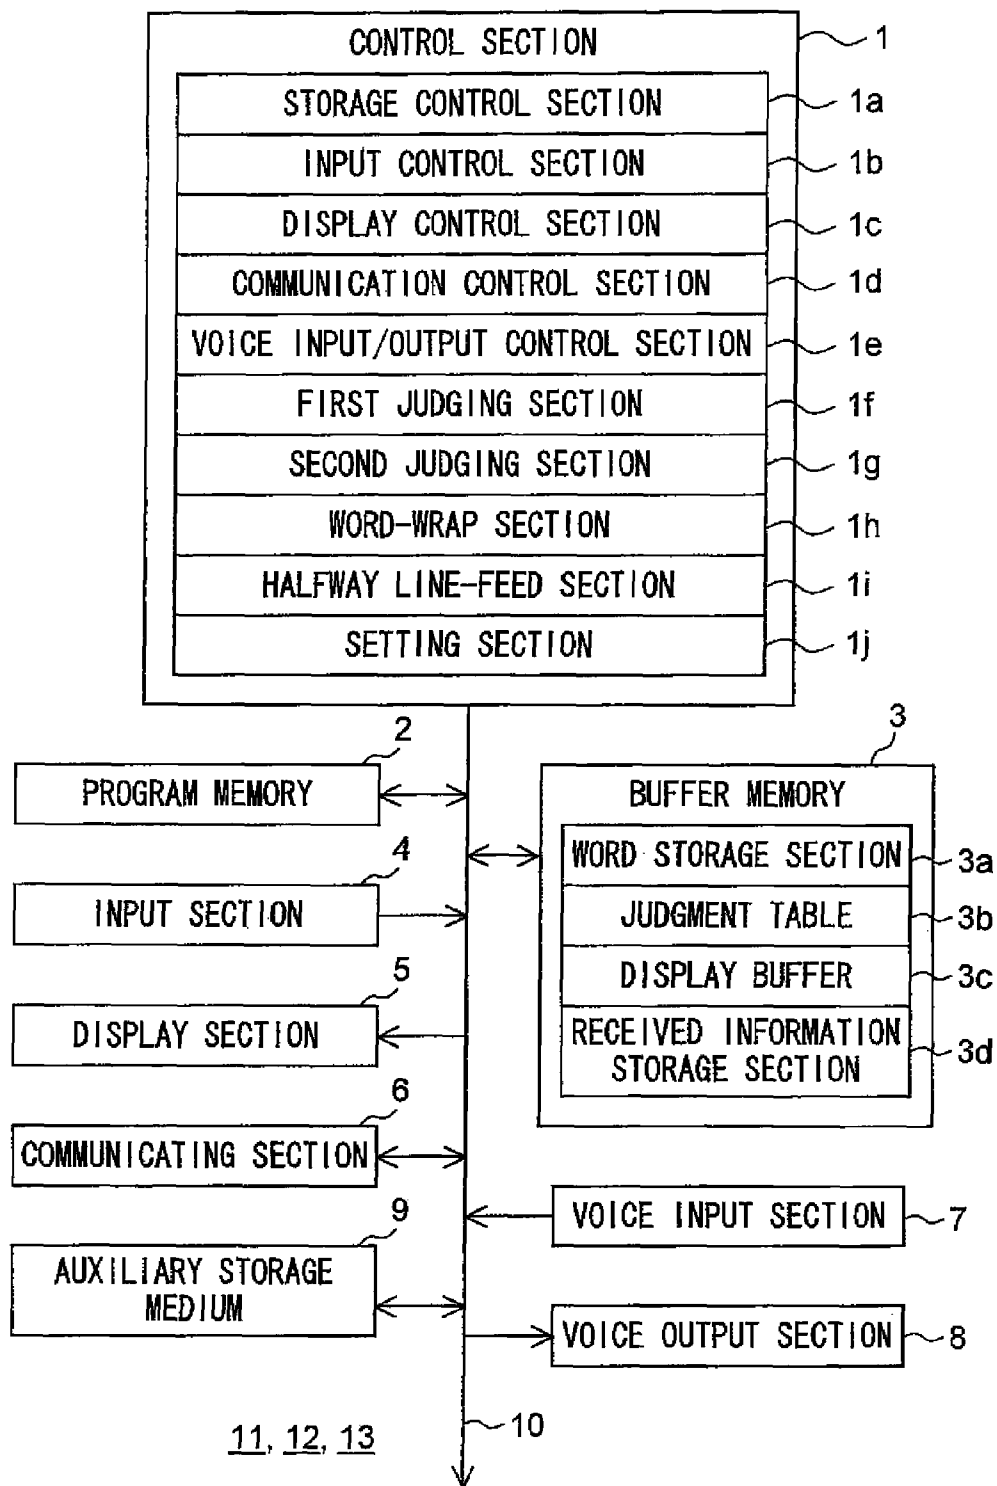 CONTROL SECTION
1
STORAGE CONTROL SECTION
1a
INPUT CONTROL SECTION
1b
DISPLAY CONTROL SECTION
1c
COMMUNICATION CONTROL SECTION
1d
VOICE INPUT/OUTPUT CONTROL SECTION
1e
FIRST JUDGING SECTION
1f
SECOND JUDGING SECTION
1g
WORD-WRAP SECTION
1h
HALFWAY LINE-FEED SECTION
1i
SETTING SECTION
1j
2
PROGRAM MEMORY
3
BUFFER MEMORY
WORD STORAGE SECTION
3a
JUDGMENT TABLE
3b
DISPLAY BUFFER
3c
RECEIVED INFORMATION
STORAGE SECTION
3d
4
INPUT SECTION
5
DISPLAY SECTION
6
COMMUNICATING SECTION
VOICE INPUT SECTION
7
9
AUXILIARY STORAGE
MEDIUM
VOICE OUTPUT SECTION
8
10
11, 12, 13